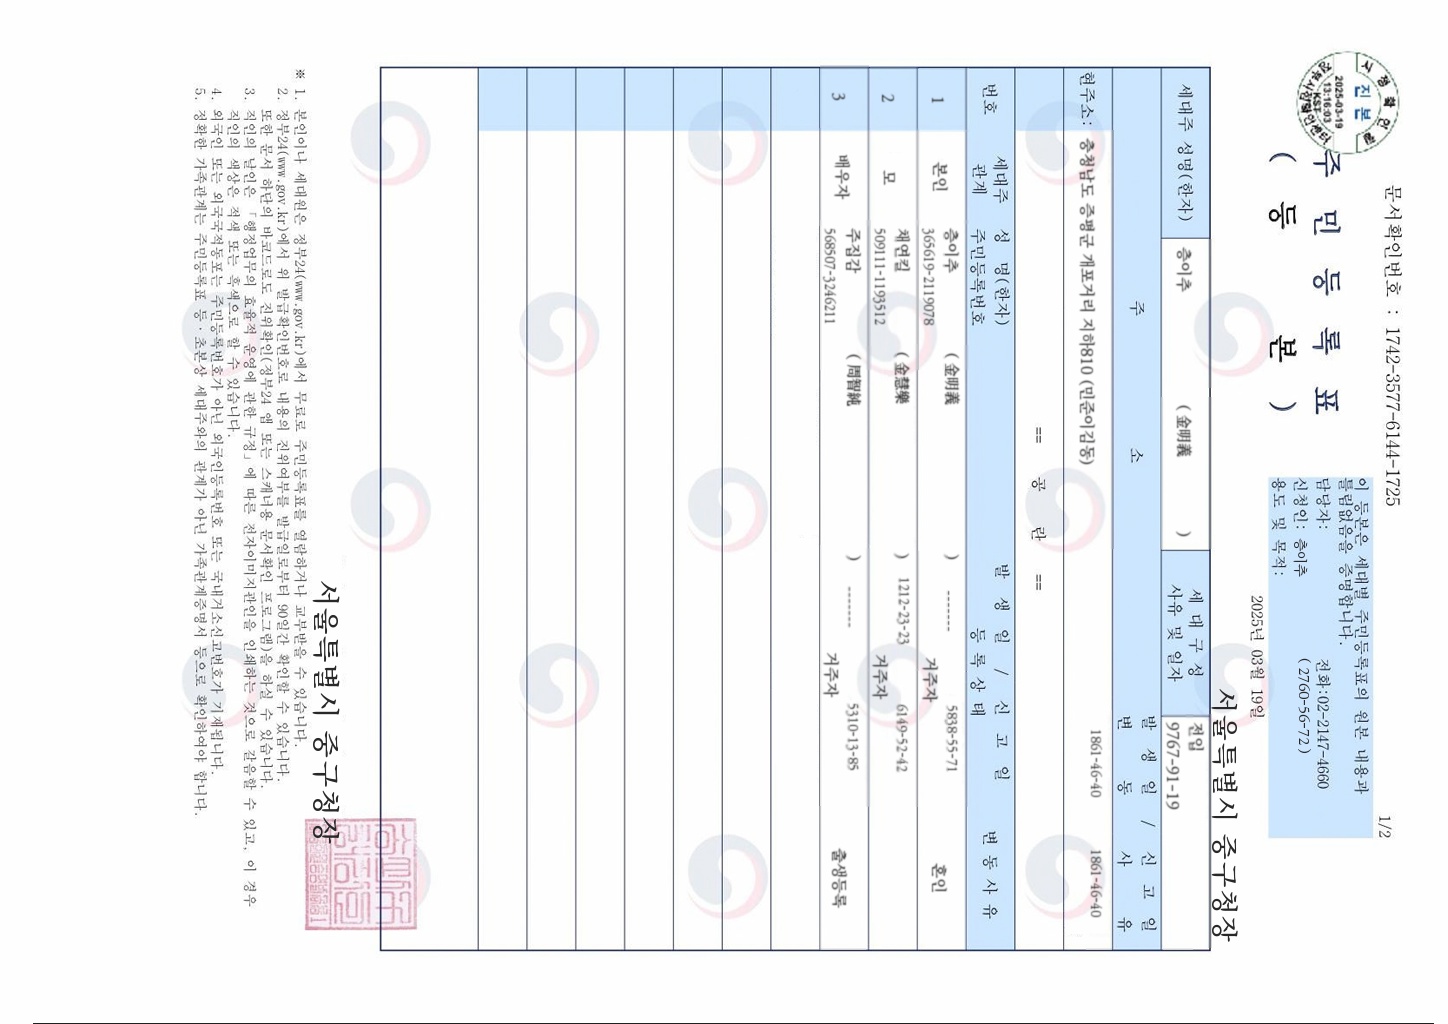 문서확인번호 : 1742-3577-6144-1725
1/2
시점확인필
진본
2025-03-19
13:16:03
KST
주 민 등 록 표
( 등 본 )
이 등본은 세대별 주민등록표의 원본 내용과
틀림없음을 증명합니다.
담당자: 전화:02-2147-4660
신청인: 층이추 ( 2760-56-72 )
용도 및 목적:
2025년 03월 19일
서울특별시 중구청장
세대주 성명(한자) 층이추 ( 金明義 ) 세 대 구 성 사유 및 일자 전입
9767-91-19
주 소 발 생 일 / 신 고 일
변 동 사 유
현주소: 충청남도 증평군 개포거리 지하810 (민준이김동) 1861-46-40 1861-46-40
== 공 란 ==
번호 세대주 관계 성 명(한자) 주민등록번호 발 생 일 / 신 고 일 등 록 상 태 변 동 사 유
1 본인 층이추 ( 金明義 ) ------- 5838-55-71
365619-2119078 거주자 혼인
2 모 채연킬 ( 金慧樂 ) 1212-23-23 6149-52-42
509111-1193512 거주자
3 배우자 주집감 ( 周智純 ) ------- 5310-13-85
568507-3246211 거주자 출생등록
서울특별시 중구청장
※ 1. 본인이나 세대원은 정부24(www.gov.kr)에서 무료로 주민등록표를 열람하거나 교부받을 수 있습니다.
2. 정부24(www.gov.kr)에서 위 발급확인번호로 내용의 진위여부를 발급일로부터 90일간 확인할 수 있습니다.
또한 문서 하단의 바코드로도 진위확인(정부24 앱 또는 스캐너용 문서확인 프로그램)을 하실 수 있습니다.
3. 직인의 날인은 「행정업무의 효율적 운영에 관한 규정」에 따른 전자이미지관인을 인쇄하는 것으로 갈음할 수 있고, 이 경우
직인의 색상은 적색 또는 흑색으로 할 수 있습니다.
4. 외국인 또는 외국국적동포는 주민등록번호가 아닌 외국인등록번호 또는 국내거소신고번호가 기재됩니다.
5. 정확한 가족관계는 주민등록표 등·초본상 세대주와의 관계가 아닌 가족관계증명서 등으로 확인하여야 합니다.